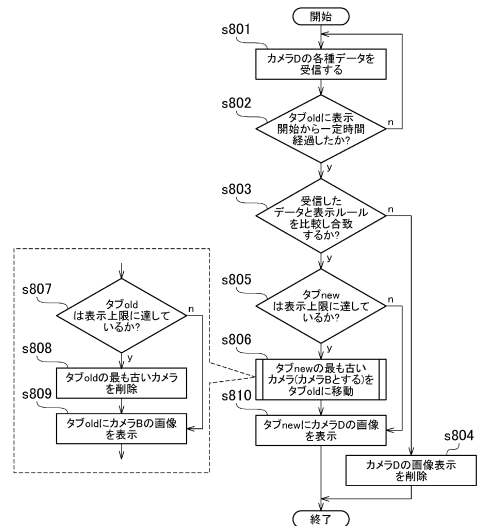 開始
s801
カメラDの各種データを
受信する
s802
タブoldに表示
開始から一定時間
経過したか?
n
y
s803
受信した
データと表示ルール
を比較し合致
するか?
n
y
s805
タブnew
は表示上限に達して
いるか?
n
y
s806
タブnewの最も古い
カメラ(カメラBとする)を
タブoldに移動
s810
タブnewにカメラDの画像
を表示
s804
カメラDの画像表示
を削除
終了
s807
タブold
は表示上限に達して
いるか?
n
y
s808
タブoldの最も古いカメラ
を削除
s809
タブoldにカメラBの画像
を表示